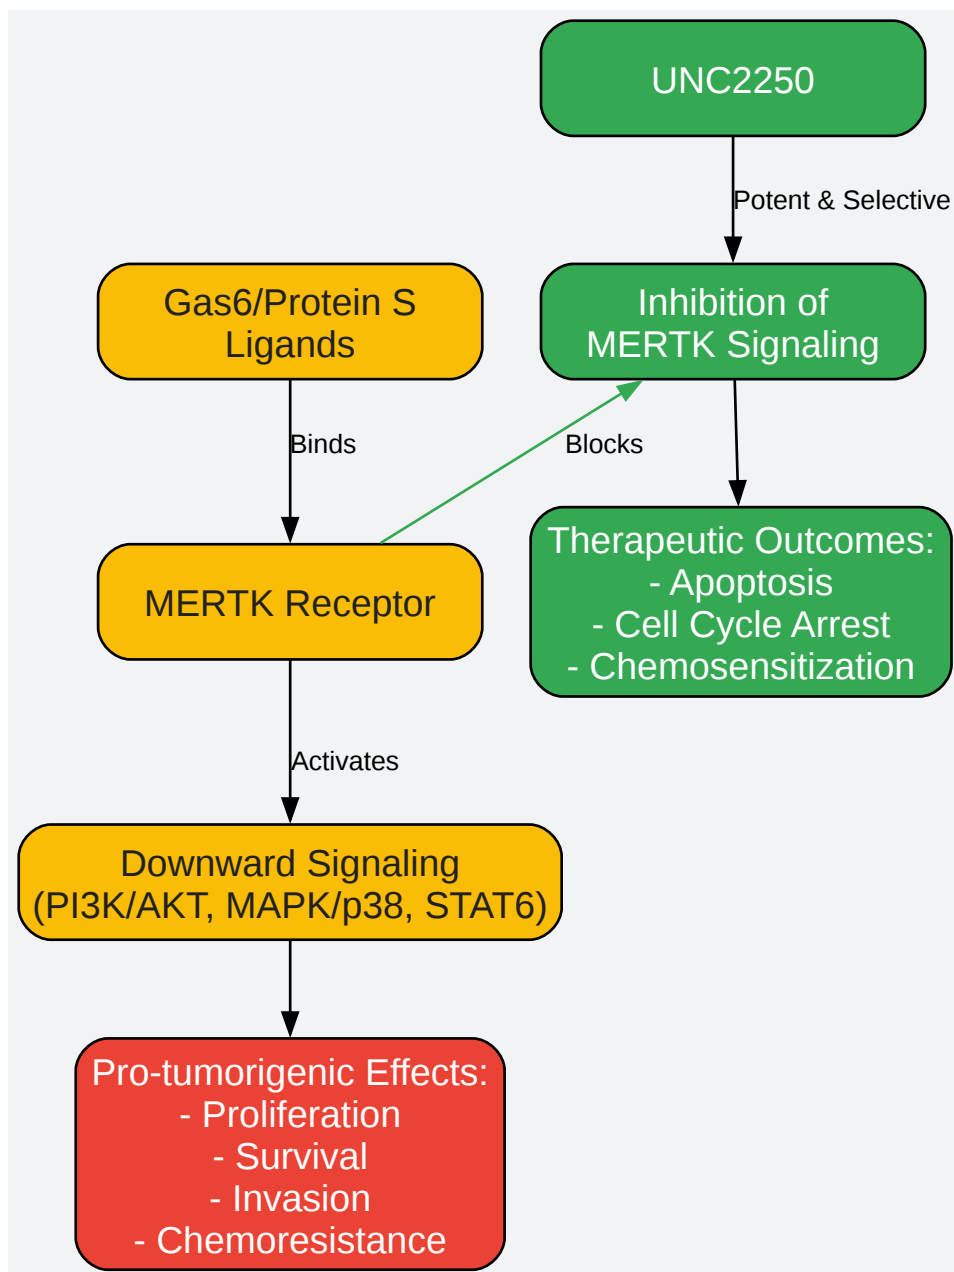 UNC2250
Potent & Selective
Gas6/Protein S
Ligands
Inhibition of
MERTK Signaling
Binds
Blocks
MERTK Receptor
Therapeutic Outcomes:
- Apoptosis
- Cell Cycle Arrest
- Chemosensitization
Activates
Downward Signaling
(PI3K/AKT, MAPK/p38, STAT6)
Pro-tumorigenic Effects:
- Proliferation
- Survival
- Invasion
- Chemoresistance